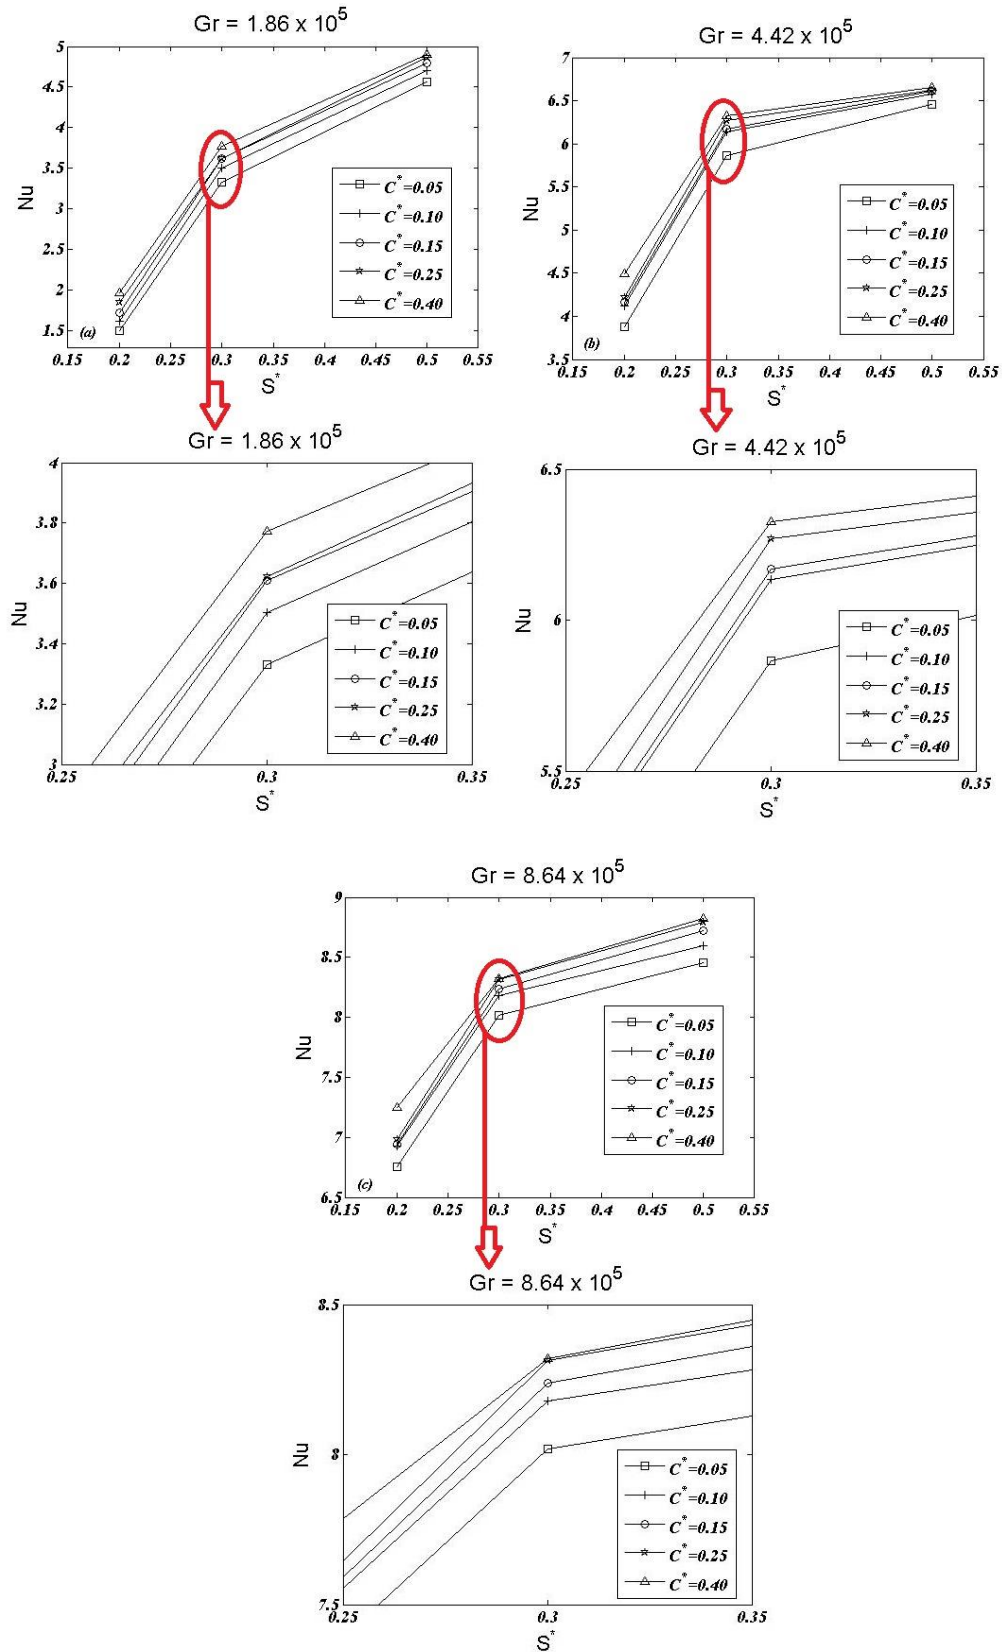 Gr = 1.86 x 10^5
5
4.5
4
3.5
3
2.5
2
1.5
Nu
(a)
0.15 0.2 0.25 0.3 0.35 0.4 0.45 0.5 0.55
S*
C*=0.05
C*=0.10
C*=0.15
C*=0.25
C*=0.40
Gr = 4.42 x 10^5
7
6.5
6
5.5
5
4.5
4
3.5
Nu
(b)
0.15 0.2 0.25 0.3 0.35 0.4 0.45 0.5 0.55
S*
C*=0.05
C*=0.10
C*=0.15
C*=0.25
C*=0.40
Gr = 1.86 x 10^5
4
3.8
3.6
3.4
3.2
3
Nu
0.25 0.3 0.35
S*
C*=0.05
C*=0.10
C*=0.15
C*=0.25
C*=0.40
Gr = 4.42 x 10^5
6.5
6
5.5
Nu
0.25 0.3 0.35
S*
C*=0.05
C*=0.10
C*=0.15
C*=0.25
C*=0.40
Gr = 8.64 x 10^5
9
8.5
8
7.5
7
6.5
Nu
(c)
0.15 0.2 0.25 0.3 0.35 0.4 0.45 0.5 0.55
S*
C*=0.05
C*=0.10
C*=0.15
C*=0.25
C*=0.40
Gr = 8.64 x 10^5
8.5
8
7.5
Nu
0.25 0.3 0.35
S*
C*=0.05
C*=0.10
C*=0.15
C*=0.25
C*=0.40